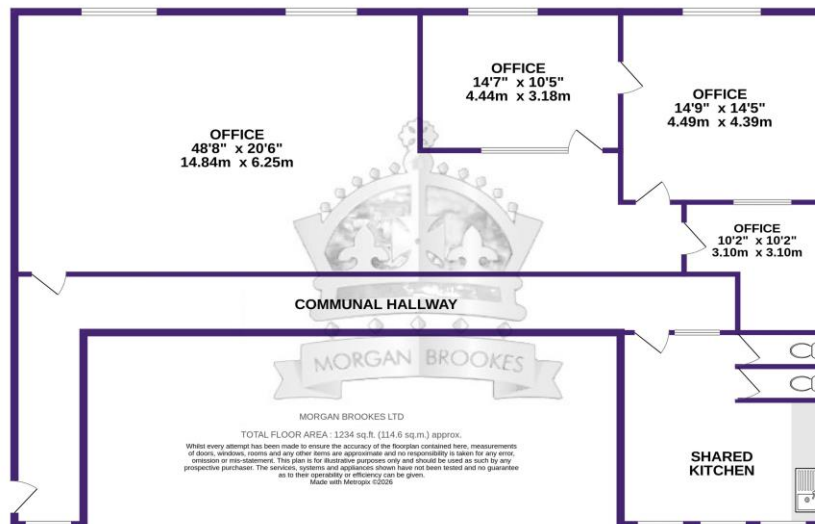 OFFICE
14'7" x 10'5"
4.44m x 3.18m
OFFICE
14'9" x 14'5"
4.49m x 4.39m
OFFICE
48'8" x 20'6"
14.84m x 6.25m
OFFICE
10'2" x 10'2"
3.10m x 3.10m
COMMUNAL HALLWAY
MORGAN BROOKES
MORGAN BROOKES LTD
TOTAL FLOOR AREA : 1234 sq.ft. (114.6 sq.m.) approx.
Whilst every attempt has been made to ensure the accuracy of the floorplan contained here, measurements
of doors, windows, rooms and any other items are approximate and no responsibility is taken for any error,
omission or mis-statement. This plan is for illustrative purposes only and should be used as such by any
prospective purchaser. The services, systems and appliances shown have not been tested and no guarantee
as to their operability or efficiency can be given.
Made with Metropix ©2026
SHARED
KITCHEN